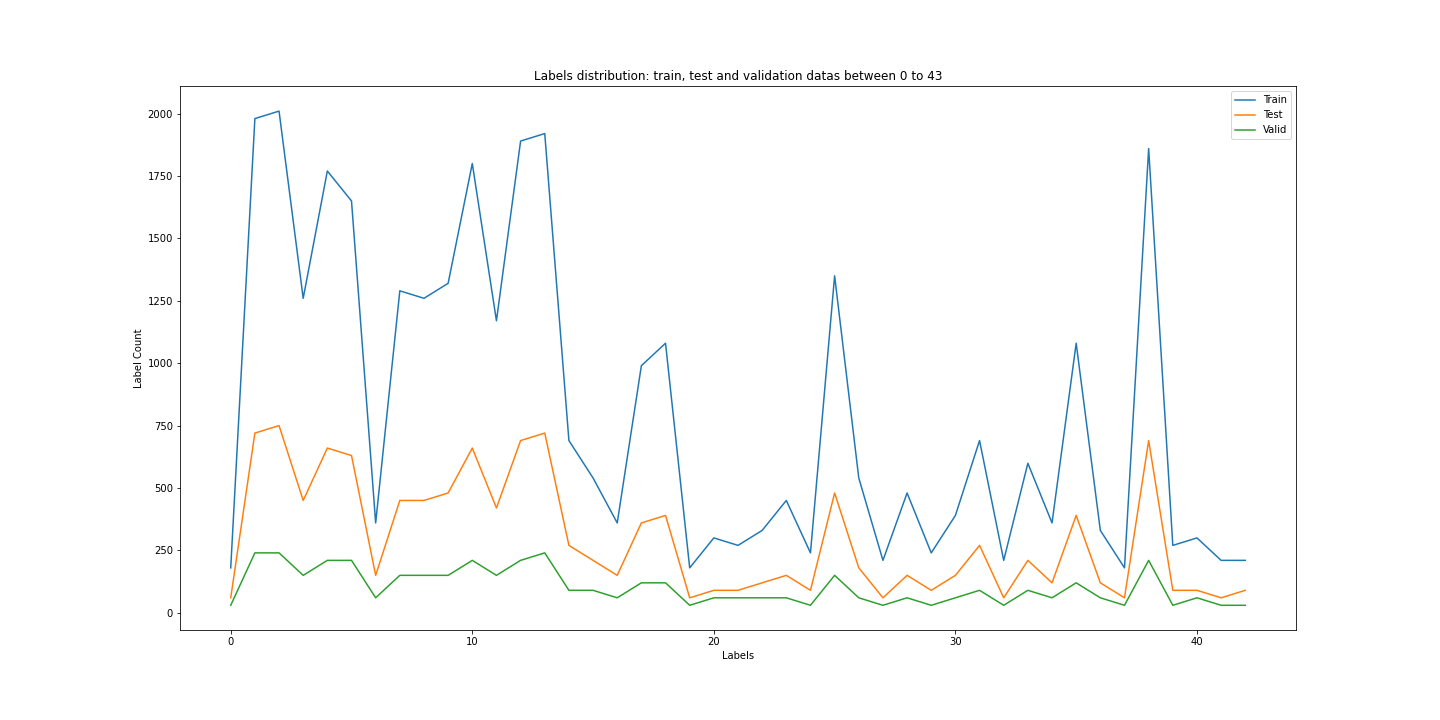 Labels distribution: train, test and validation datas between 0 to 43
Train
Test
Valid
2000
1750
1500
1250
1000
750
500
250
0
Label Count
0 10 20 30 40
Labels